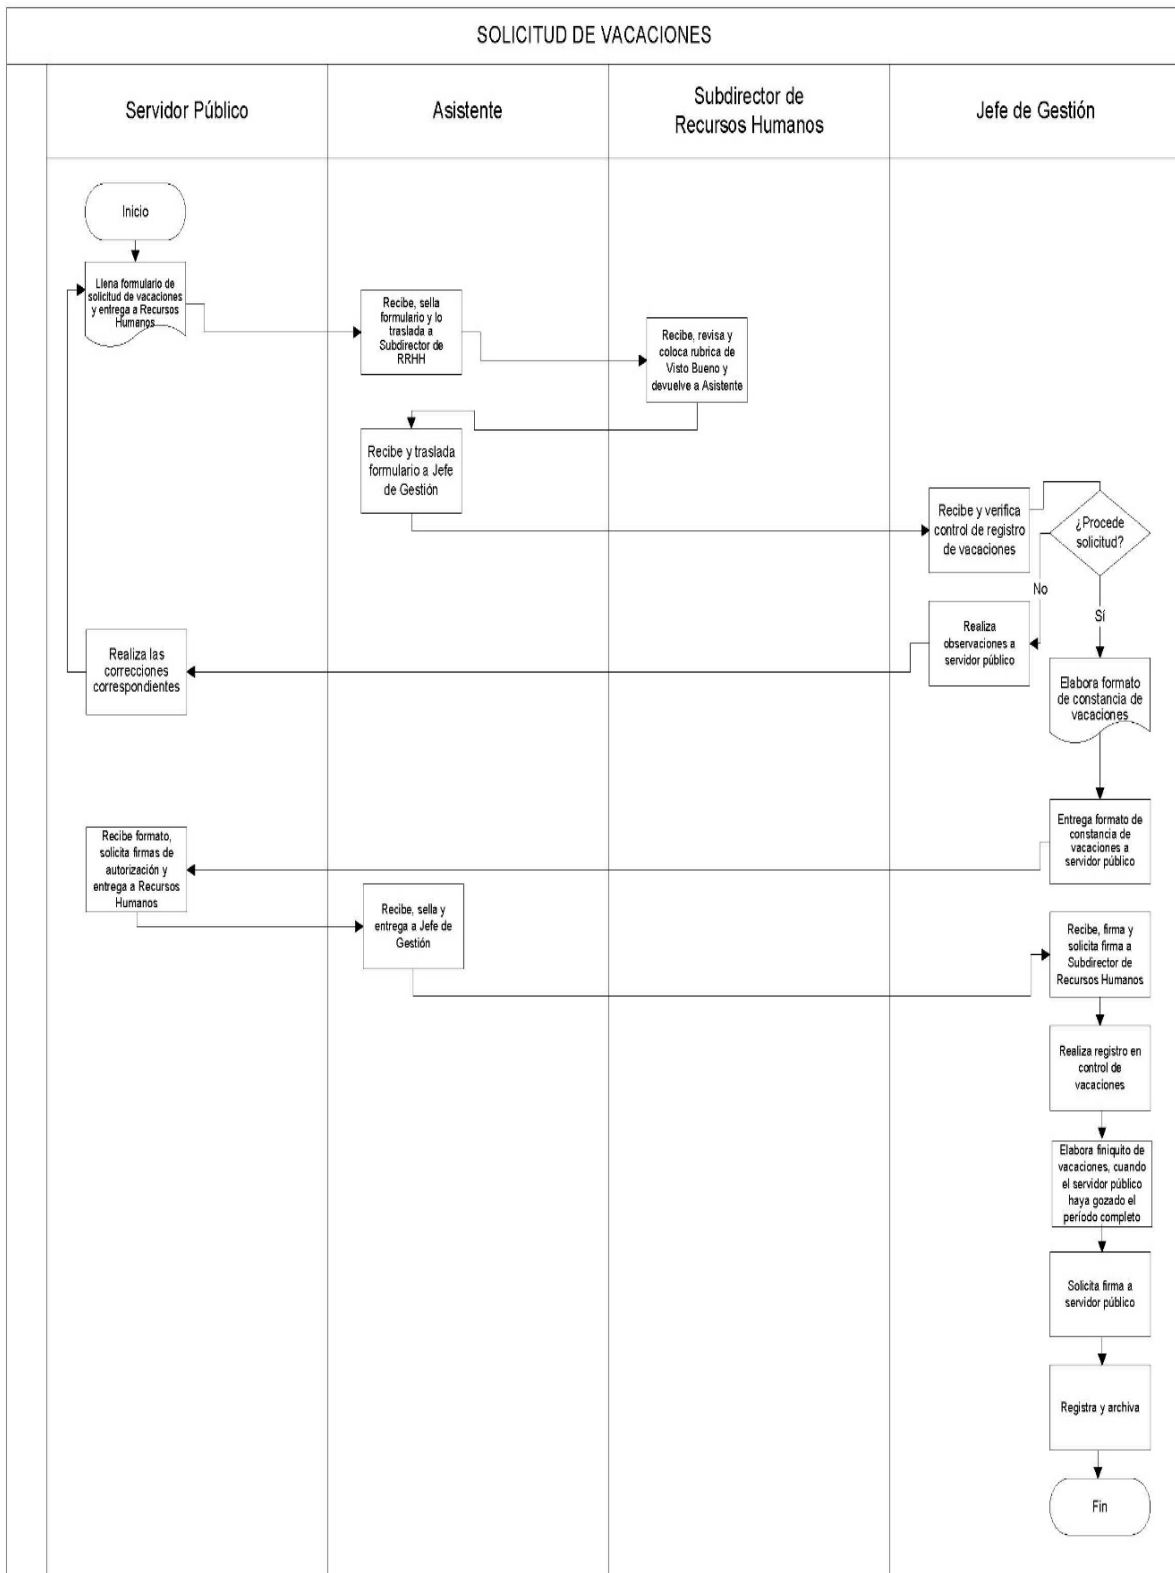 SOLICITUD DE VACACIONES
Servidor Público
Asistente
Subdirector de
Recursos Humanos
Jefe de Gestión
Inicio
Llena formulario de
solicitud de vacaciones
y entrega a Recursos
Humanos
Recibe, sella
formulario y lo
traslada a
Subdirector de
RRHH
Recibe, revisa y
coloca rubrica de
Visto Bueno y
devuelve a Asistente
Recibe y traslada
formulario a Jefe
de Gestión
Recibe y verifica
control de registro
de vacaciones
¿Procede
solicitud?
No
Sí
Realiza
observaciones a
servidor público
Realiza las
correcciones
correspondientes
Elabora formato
de constancia de
vacaciones
Entrega formato de
constancia de
vacaciones a
servidor público
Recibe formato,
solicita firmas de
autorización y
entrega a Recursos
Humanos
Recibe, sella y
entrega a Jefe de
Gestión
Recibe, firma y
solicita firma a
Subdirector de
Recursos Humanos
Realiza registro en
control de
vacaciones
Elabora finiquito de
vacaciones, cuando
el servidor público
haya gozado el
período completo
Solicita firma a
servidor público
Registra y archiva
Fin